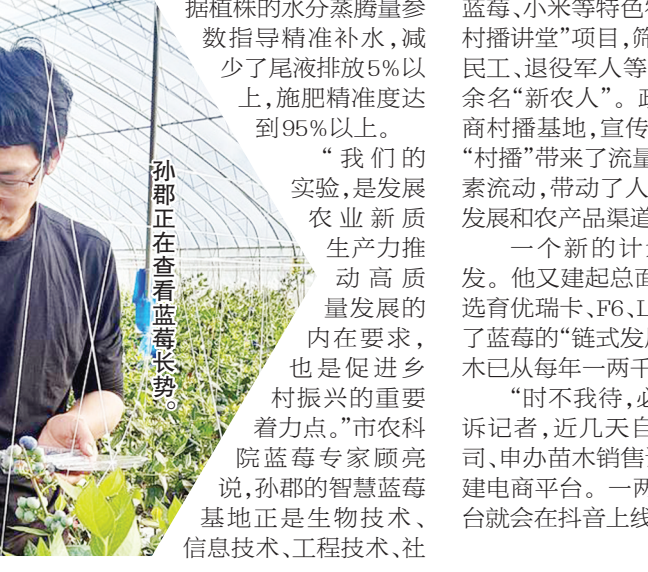 孙郡正在查看蓝莓长势。
据植株的水分蒸腾量参
数指导精准补水,减
少了尾液排放5%以
上,施肥精准度达
到95%以上。
“我们的
实验,是发展
农业新质
生产力推
动高质
量发展的
内在要求,
也是促进乡
村振兴的重要
着力点。”市农科
院蓝莓专家顾亮
说,孙郡的智慧蓝莓
基地正是生物技术、
信息技术、工程技术、社
蓝莓、小米等特色
村播讲堂”项目,筛
民工、退役军人等
余名“新农人”。
商村播基地,宣传
“村播”带来了流量
素流动,带动了人
发展和农产品渠道
一个新的计
发。他又建起总面
选育优瑞卡、F6、L
了蓝莓的“链式发
木已从每年一两千
“时不我待,必
诉记者,近几天自
司、申办苗木销售
建电商平台。一两
台就会在抖音上线